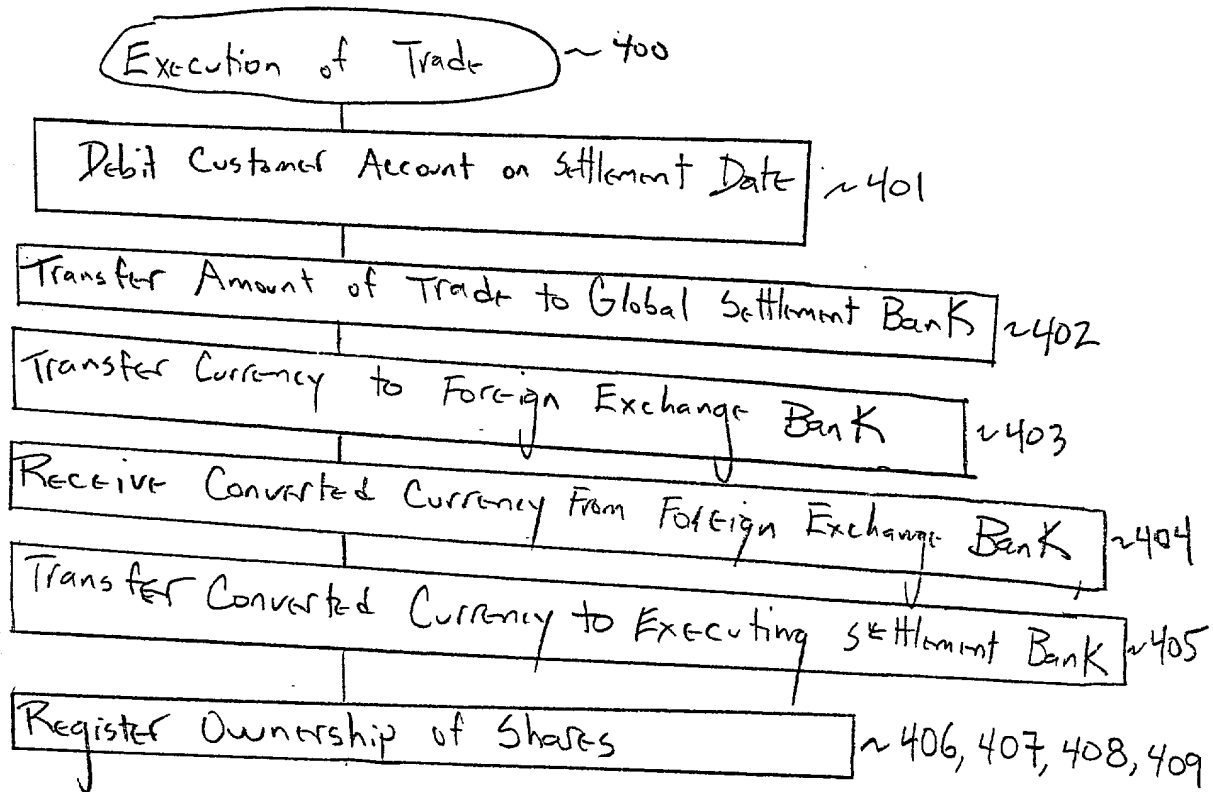 Execution of Trade ~ 400
Debit Customer Account on Settlement Date ~ 401
Transfer Amount of Trade to Global Settlement Bank ~ 402
Transfer Currency to Foreign Exchange Bank ~ 403
Receive Converted Currency From Foreign Exchange Bank ~ 404
Transfer Converted Currency to Executing Settlement Bank ~ 405
Register Ownership of Shares ~ 406, 407, 408, 409